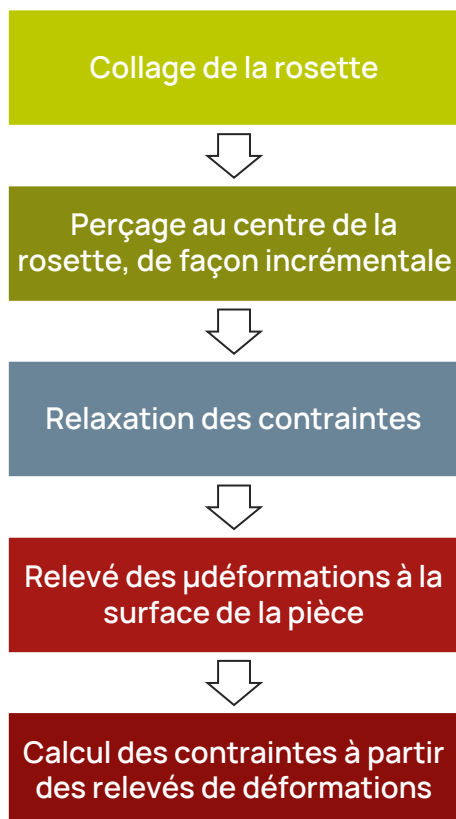 Collage de la rosette
Perçage au centre de la
rosette, de façon incrémentale
Relaxation des contraintes
Relevé des µdéformations à la
surface de la pièce
Calcul des contraintes à partir
des relevés de déformations